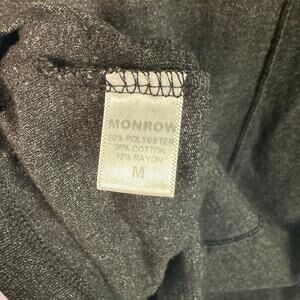 MONROW
50% POLYESTER
38% COTTON
12% RAYON
M